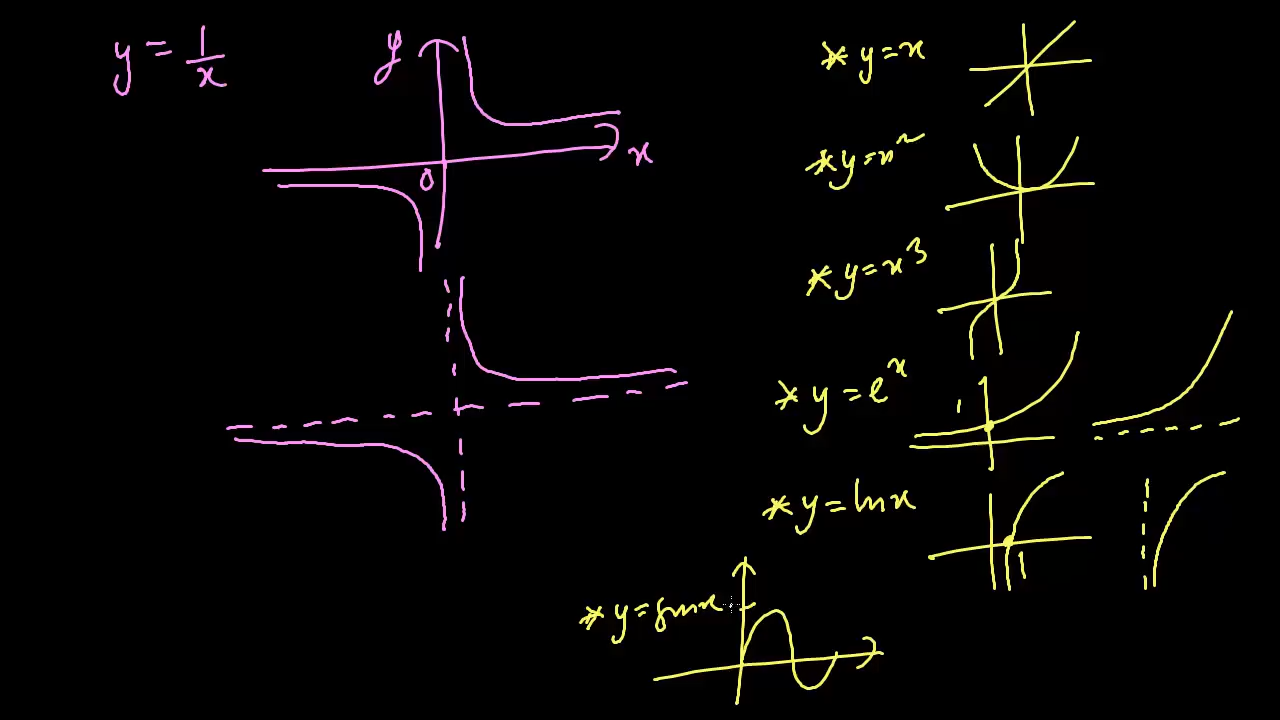 y = 1/x
y
x
0
* y = x
* y = x²
* y = x³
* y = eˣ
1
* y = ln x
1
* y = sin x